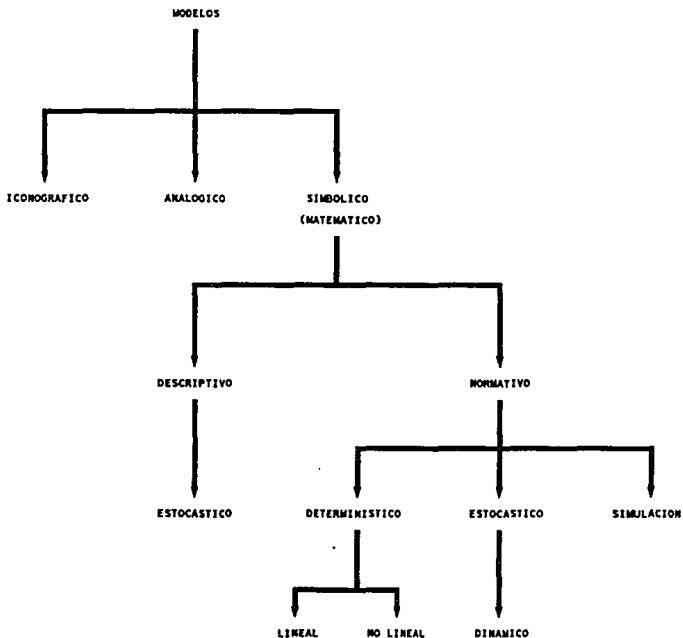 MODELOS
ICONOGRAFICO ANALOGICO SIMBOLICO
(MATEMATICO)
DESCRIPTIVO NORMATIVO
ESTOCASTICO DETERMINISTICO ESTOCASTICO SIMULACION
LINEAL NO LINEAL DINAMICO